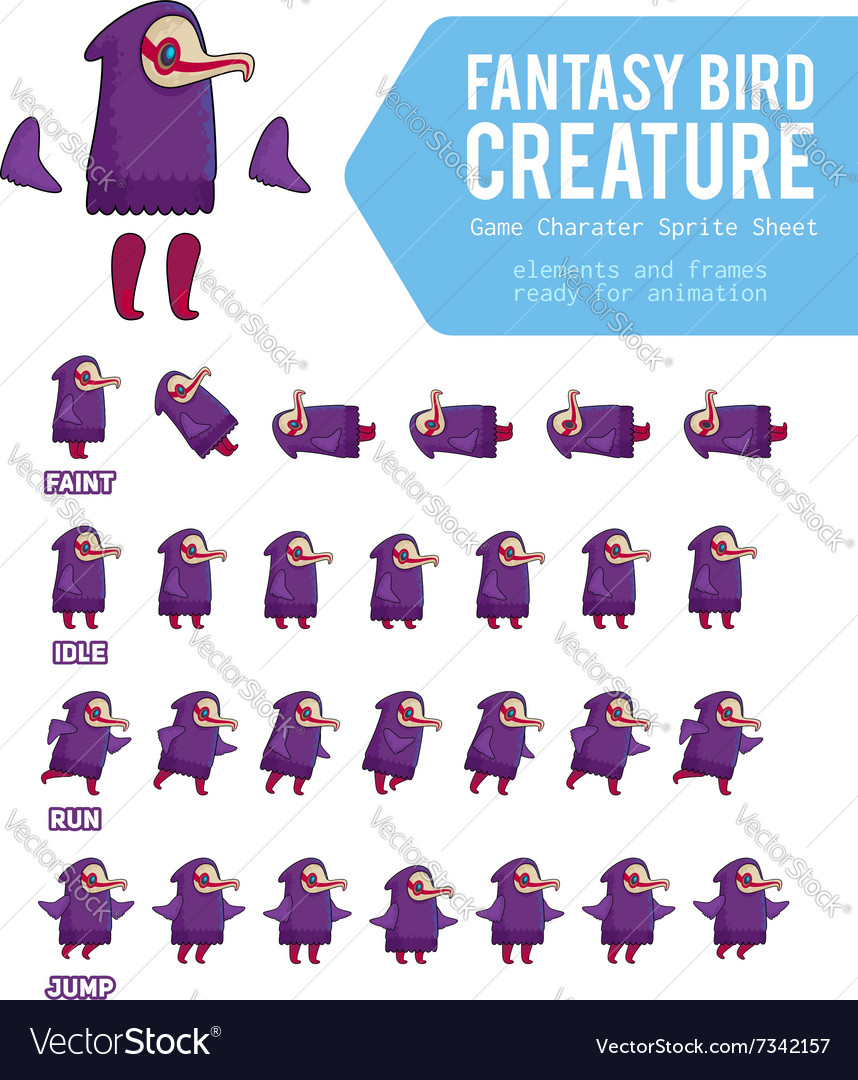 FANTASY BIRD
CREATURE
Game Charater Sprite Sheet
elements and frames
ready for animation
FAINT
IDLE
RUN
JUMP
VectorStock®
VectorStock.com/7342157